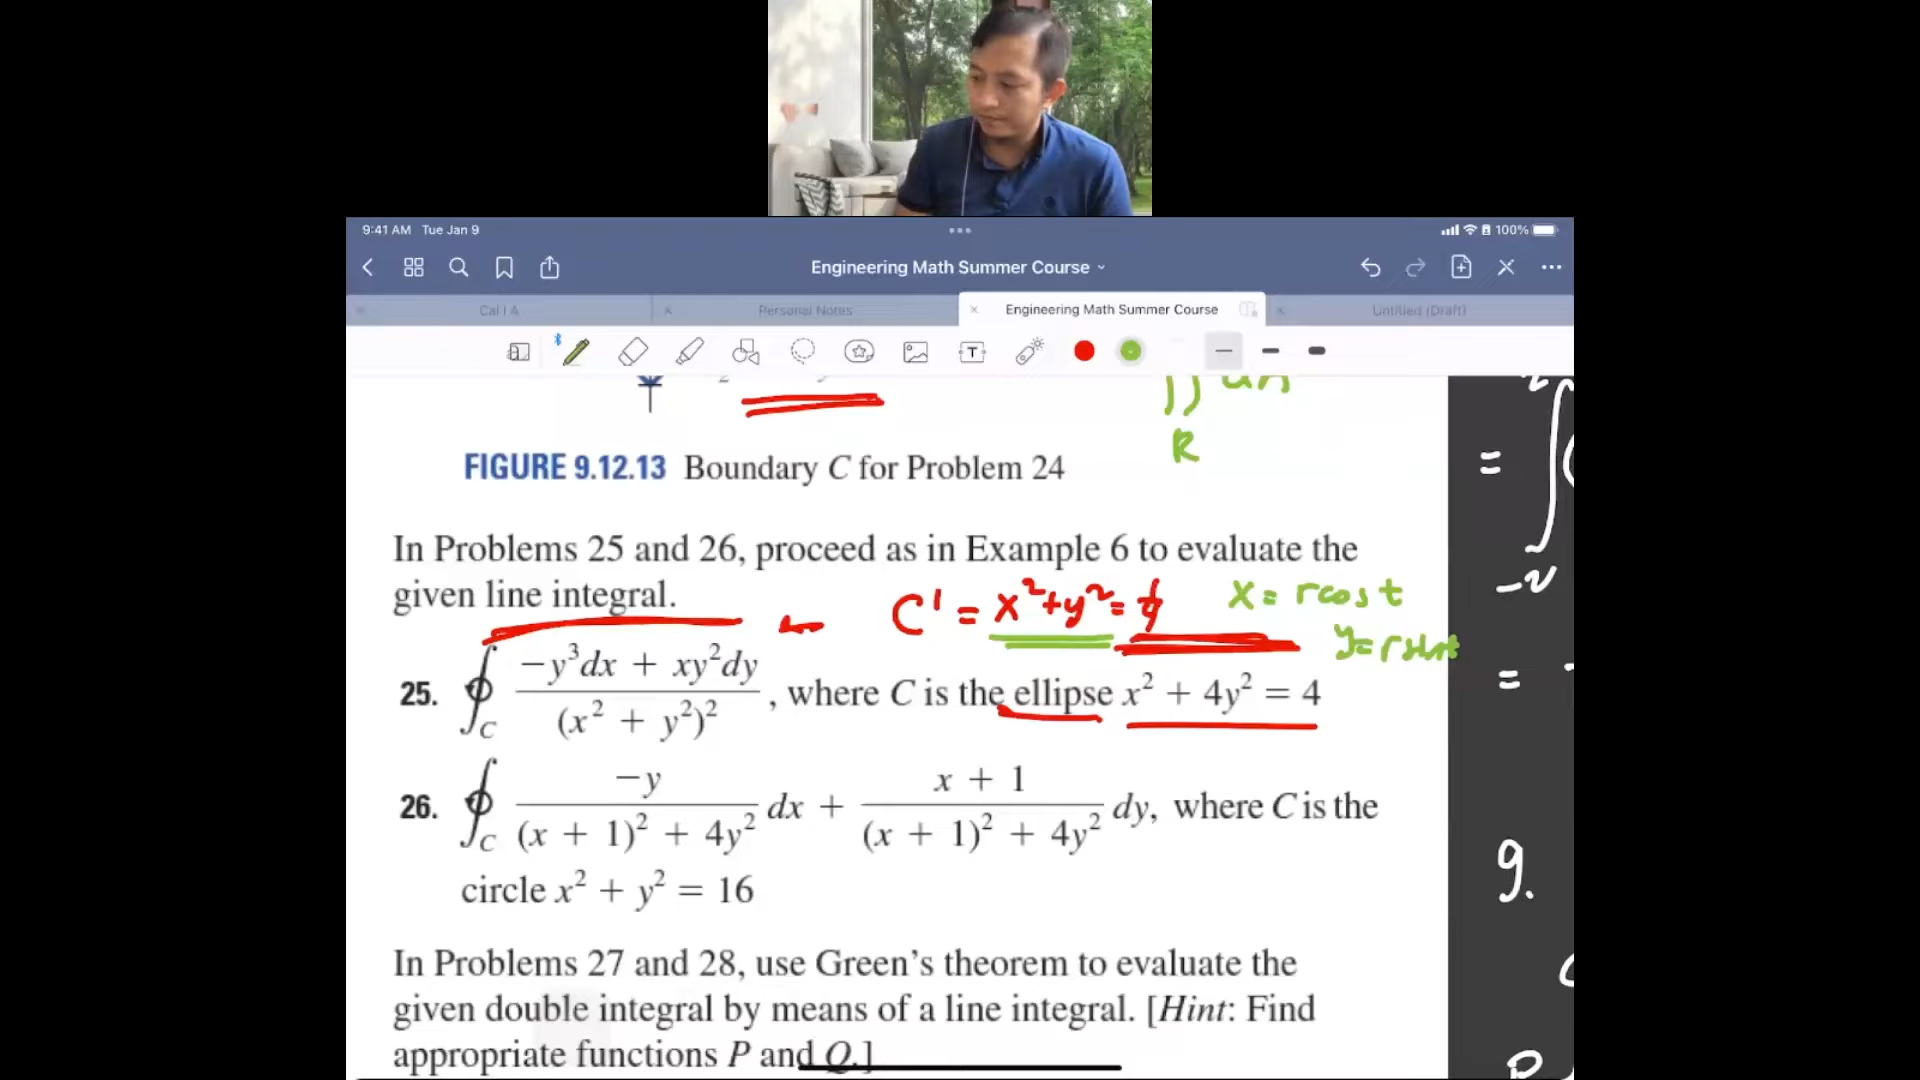 9:41 AM Tue Jan 9
100%
Engineering Math Summer Course
Cal I A
Personal Notes
Engineering Math Summer Course
Untitled (Draft)
T
2
∬ dA
R
FIGURE 9.12.13 Boundary C for Problem 24
In Problems 25 and 26, proceed as in Example 6 to evaluate the
given line integral.
C' = x²+y²=
x = r cos t
y = r sin t
25. ∮_C (−y³dx + xy²dy)/(x² + y²)², where C is the ellipse x² + 4y² = 4
26. ∮_C −y/((x + 1)² + 4y²) dx + (x + 1)/((x + 1)² + 4y²) dy, where C is the
circle x² + y² = 16
In Problems 27 and 28, use Green’s theorem to evaluate the
given double integral by means of a line integral. [Hint: Find
appropriate functions P and Q.]
= ∫
=
9.